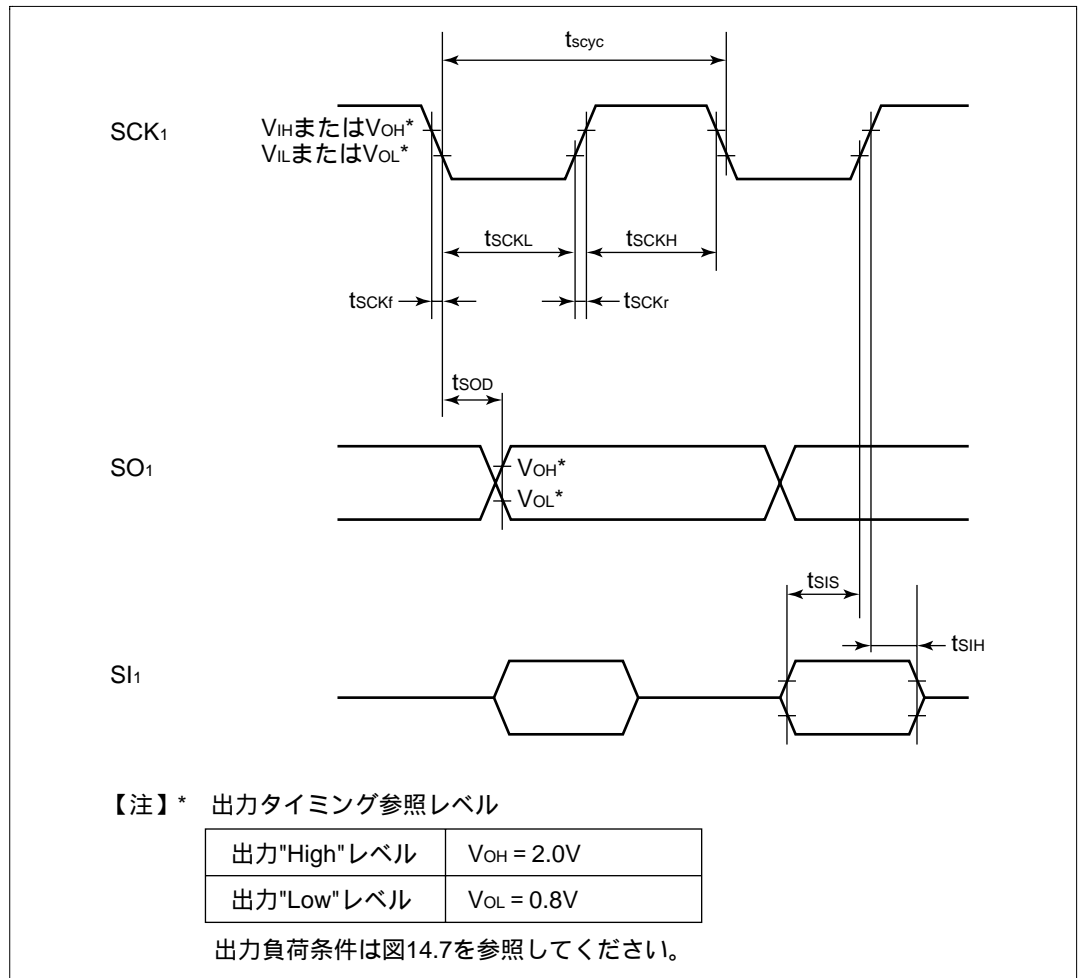 tscyc
SCK1
VIHまたはVOH*
VILまたはVOL*
tSCKL
tSCKH
tSCKf
tSCKr
tSOD
SO1
VOH*
VOL*
tSIS
tSIH
SI1
【注】* 出力タイミング参照レベル
出力"High"レベル VOH = 2.0V
出力"Low"レベル VOL = 0.8V
出力負荷条件は図14.7を参照してください。